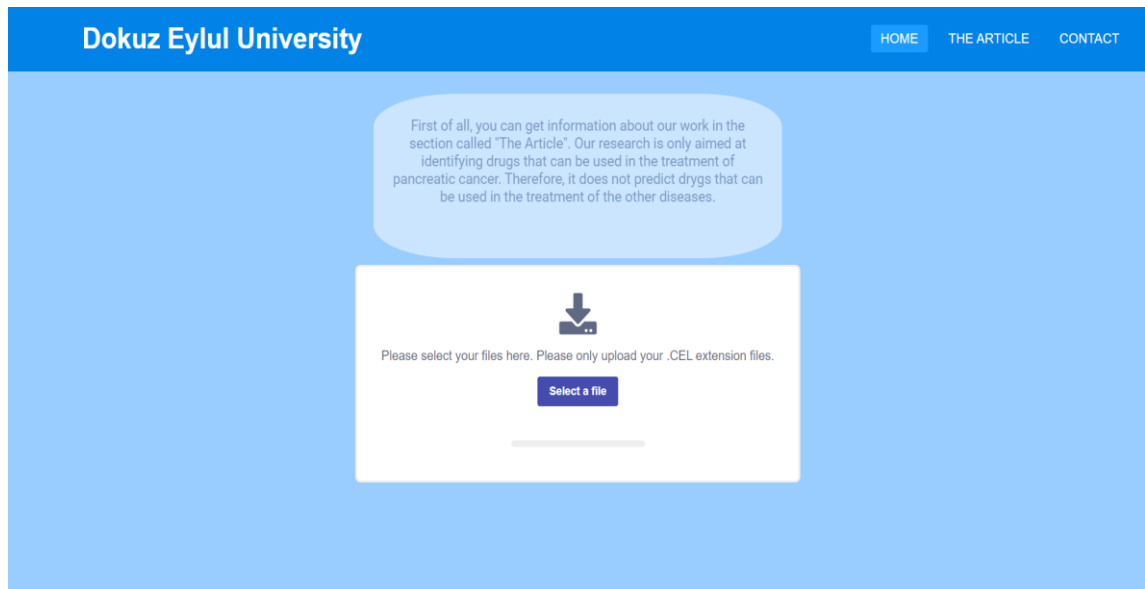 Dokuz Eylul University
HOME THE ARTICLE CONTACT
First of all, you can get information about our work in the
section called "The Article". Our research is only aimed at
identifying drugs that can be used in the treatment of
pancreatic cancer. Therefore, it does not predict drygs that can
be used in the treatment of the other diseases.
Please select your files here. Please only upload your .CEL extension files.
Select a file